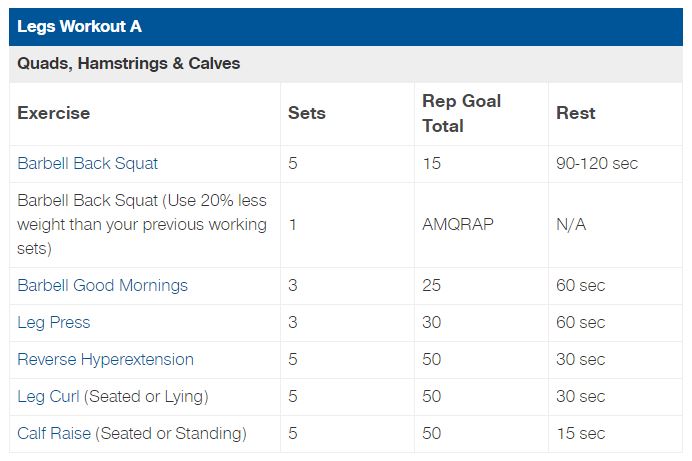 Legs Workout A
Quads, Hamstrings & Calves
Exercise Sets Rep Goal Total Rest
Barbell Back Squat 5 15 90-120 sec
Barbell Back Squat (Use 20% less
weight than your previous working
sets) 1 AMQRAP N/A
Barbell Good Mornings 3 25 60 sec
Leg Press 3 30 60 sec
Reverse Hyperextension 5 50 30 sec
Leg Curl (Seated or Lying) 5 50 30 sec
Calf Raise (Seated or Standing) 5 50 15 sec